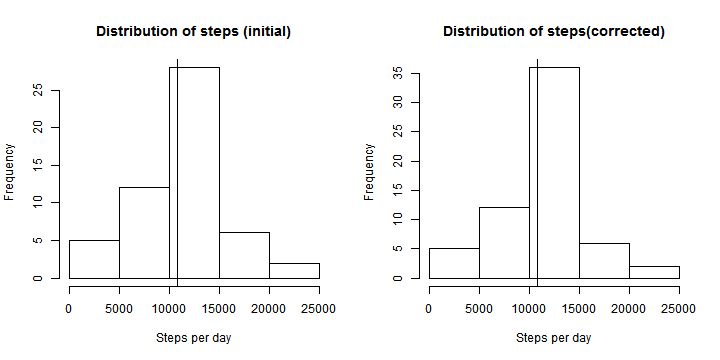 Distribution of steps (initial)
Frequency
0
5
10
15
20
25
0 5000 10000 15000 20000 25000
Steps per day
Distribution of steps(corrected)
Frequency
0
5
10
15
20
25
30
35
0 5000 10000 15000 20000 25000
Steps per day